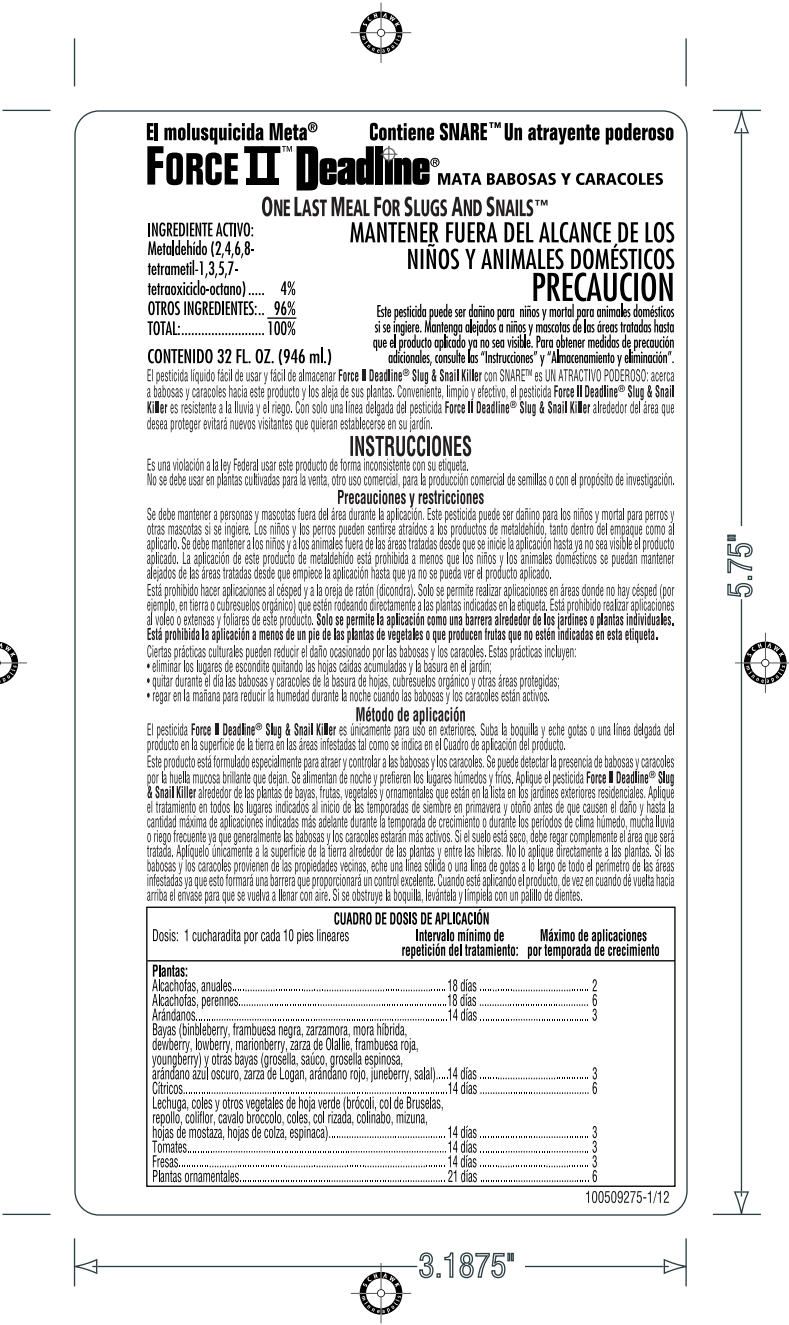 SCHAWK
minneapolis
El molusquicida Meta® Contiene SNARE™ Un atrayente poderoso
FORCE II™ Deadline® MATA BABOSAS Y CARACOLES
ONE LAST MEAL FOR SLUGS AND SNAILS™
INGREDIENTE ACTIVO:
Metaldehído (2,4,6,8-
tetrametil-1,3,5,7-
tetraoxiciclo-octano) ..... 4%
OTROS INGREDIENTES:.. 96%
TOTAL:......................... 100%
CONTENIDO 32 FL. OZ. (946 ml.)
MANTENER FUERA DEL ALCANCE DE LOS
NIÑOS Y ANIMALES DOMÉSTICOS
PRECAUCION
Este pesticida puede ser dañino para niños y mortal para animales domésticos
si se ingiere. Mantenga alejados a niños y mascotas de las áreas tratadas hasta
que el producto aplicado ya no sea visible. Para obtener medidas de precaución
adicionales, consulte las “Instrucciones” y “Almacenamiento y eliminación”.
El pesticida líquido fácil de usar y fácil de almacenar Force II Deadline® Slug & Snail Killer con SNARE™ es UN ATRACTIVO PODEROSO: acerca
a babosas y caracoles hacia este producto y los aleja de sus plantas. Conveniente, limpio y efectivo, el pesticida Force II Deadline® Slug & Snail
Killer es resistente a la lluvia y el riego. Con solo una línea delgada del pesticida Force II Deadline® Slug & Snail Killer alrededor del área que
desea proteger evitará nuevos visitantes que quieran establecerse en su jardín.
INSTRUCCIONES
Es una violación a la ley Federal usar este producto de forma inconsistente con su etiqueta.
No se debe usar en plantas cultivadas para la venta, otro uso comercial, para la producción comercial de semillas o con el propósito de investigación.
Precauciones y restricciones
Se debe mantener a personas y mascotas fuera del área durante la aplicación. Este pesticida puede ser dañino para los niños y mortal para perros y
otras mascotas si se ingiere. Los niños y los perros pueden sentirse atraídos a los productos de metaldehído, tanto dentro del empaque como al
aplicarlo. Se debe mantener a los niños y a los animales fuera de las áreas tratadas desde que se inicie la aplicación hasta ya no sea visible el producto
aplicado. La aplicación de este producto de metaldehído está prohibida a menos que los niños y los animales domésticos se puedan mantener
alejados de las áreas tratadas desde que empiece la aplicación hasta que ya no se pueda ver el producto aplicado.
Está prohibido hacer aplicaciones al césped y a la oreja de ratón (dicondra). Solo se permite realizar aplicaciones en áreas donde no hay césped (por
ejemplo, en tierra o cubresuelos orgánico) que estén rodeando directamente a las plantas indicadas en la etiqueta. Está prohibido realizar aplicaciones
al voleo o extensas y foliares de este producto. Solo se permite la aplicación como una barrera alrededor de los jardines o plantas individuales.
Está prohibida la aplicación a menos de un pie de las plantas de vegetales o que producen frutas que no estén indicadas en esta etiqueta.
Ciertas prácticas culturales pueden reducir el daño ocasionado por las babosas y los caracoles. Estas prácticas incluyen:
• eliminar los lugares de escondite quitando las hojas caídas acumuladas y la basura en el jardín;
• quitar durante el día las babosas y caracoles de la basura de hojas, cubresuelos orgánico y otras áreas protegidas;
• regar en la mañana para reducir la humedad durante la noche cuando las babosas y los caracoles están activos.
Método de aplicación
El pesticida Force II Deadline® Slug & Snail Killer es únicamente para uso en exteriores. Suba la boquilla y eche gotas o una línea delgada del
producto en la superficie de la tierra en las áreas infestadas tal como se indica en el Cuadro de aplicación del producto.
Este producto está formulado especialmente para atraer y controlar a las babosas y los caracoles. Se puede detectar la presencia de babosas y caracoles
por la huella mucosa brillante que dejan. Se alimentan de noche y prefieren los lugares húmedos y fríos. Aplique el pesticida Force II Deadline® Slug
& Snail Killer alrededor de las plantas de bayas, frutas, vegetales y ornamentales que están en la lista en los jardines exteriores residenciales. Aplique
el tratamiento en todos los lugares indicados al inicio de las temporadas de siembre en primavera y otoño antes de que causen el daño y hasta la
cantidad máxima de aplicaciones indicadas más adelante durante la temporada de crecimiento o durante los períodos de clima húmedo, mucha lluvia
o riego frecuente ya que generalmente las babosas y los caracoles estarán más activos. Si el suelo está seco, debe regar complemente el área que será
tratada. Aplíquelo únicamente a la superficie de la tierra alrededor de las plantas y entre las hileras. No lo aplique directamente a las plantas. Si las
babosas y los caracoles provienen de las propiedades vecinas, eche una línea sólida o una línea de gotas a lo largo de todo el perímetro de las áreas
infestadas ya que esto formará una barrera que proporcionará un control excelente. Cuando esté aplicando el producto, de vez en cuando dé vuelta hacia
arriba el envase para que se vuelva a llenar con aire. Si se obstruye la boquilla, levántela y límpiela con un palillo de dientes.
CUADRO DE DOSIS DE APLICACIÓN
Dosis: 1 cucharadita por cada 10 pies lineares Intervalo mínimo de Máximo de aplicaciones
repetición del tratamiento: por temporada de crecimiento
Plantas:
Alcachofas, anuales.......... 18 días .......... 2
Alcachofas, perennes.......... 18 días .......... 6
Arándanos.......... 14 días .......... 3
Bayas (binbleberry, frambuesa negra, zarzamora, mora híbrida,
dewberry, lowberry, marionberry, zarza de Olallie, frambuesa roja,
youngberry) y otras bayas (grosella, saúco, grosella espinosa,
arándano azul oscuro, zarza de Logan, arándano rojo, juneberry, salal)....14 días .......... 3
Cítricos.......... 14 días .......... 6
Lechuga, coles y otros vegetales de hoja verde (brócoli, col de Bruselas,
repollo, coliflor, cavalo broccolo, coles, col rizada, colinabo, mizuna,
hojas de mostaza, hojas de colza, espinaca).......... 14 días .......... 3
Tomates.......... 14 días .......... 3
Fresas.......... 14 días .......... 3
Plantas ornamentales.......... 21 días .......... 6
100509275-1/12
5.75"
3.1875"
SCHAWK
minneapolis